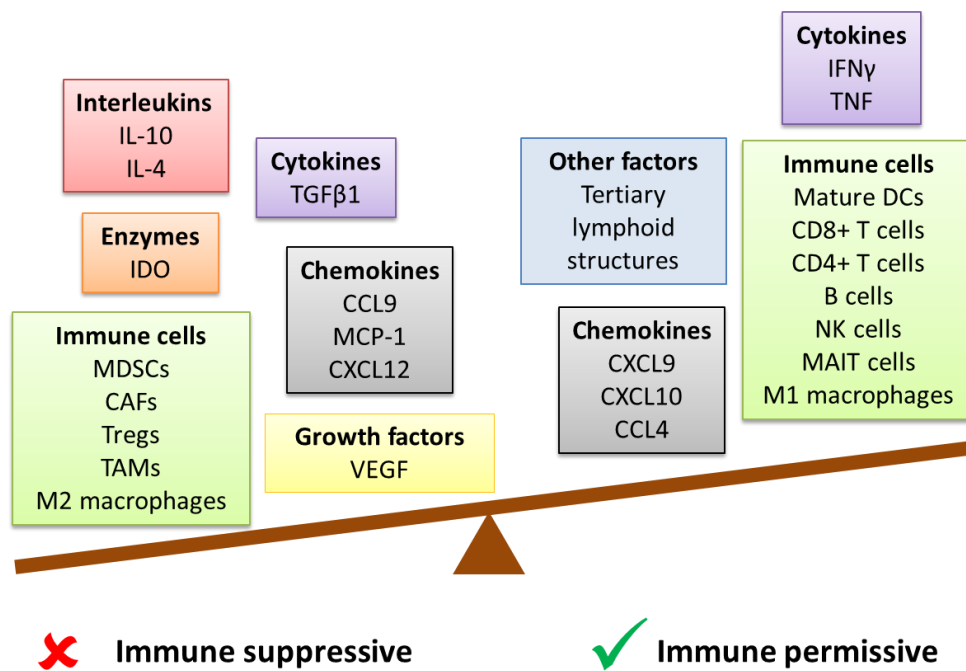 Interleukins
IL-10
IL-4
Cytokines
TGFβ1
Enzymes
IDO
Chemokines
CCL9
MCP-1
CXCL12
Immune cells
MDSCs
CAFs
Tregs
TAMs
M2 macrophages
Growth factors
VEGF
Cytokines
IFNγ
TNF
Other factors
Tertiary
lymphoid
structures
Immune cells
Mature DCs
CD8+ T cells
CD4+ T cells
B cells
NK cells
MAIT cells
M1 macrophages
Chemokines
CXCL9
CXCL10
CCL4
Immune suppressive
Immune permissive